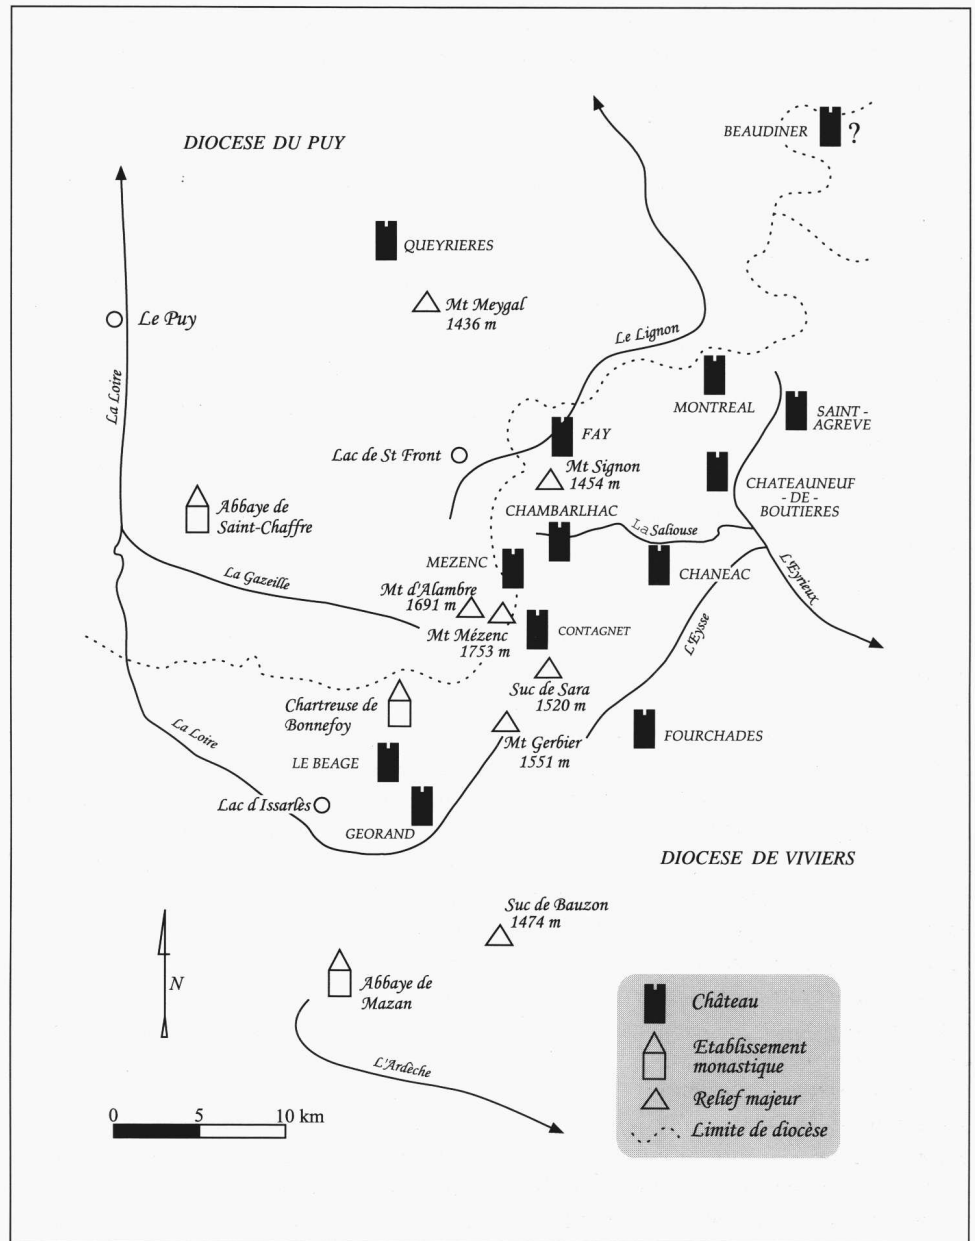 BEAUDINER
?
DIOCESE DU PUY
QUEYRIERES
Mt Meygal
1436 m
Le Puy
Le Lignon
La Loire
MONTREAL
SAINT -
AGREVE
FAY
Lac de St Front
Mt Signon
1454 m
CHATEAUNEUF
- DE -
BOUTIERES
Abbaye de
Saint-Chaffre
CHAMBARLHAC
La Saliouse
MEZENC
CHANEAC
L'Eyrieux
La Gazeille
Mt d'Alambre
1691 m
Mt Mézenc
1753 m
CONTAGNET
L'Eysse
Suc de Sara
1520 m
Chartreuse de
Bonnefoy
La Loire
Mt Gerbier
1551 m
FOURCHADES
LE BEAGE
Lac d'Issarlès
GEORAND
DIOCESE DE VIVIERS
Suc de Bauzon
1474 m
N
Abbaye de
Mazan
L'Ardèche
0 5 10 km
Château
Etablissement
monastique
Relief majeur
Limite de diocèse